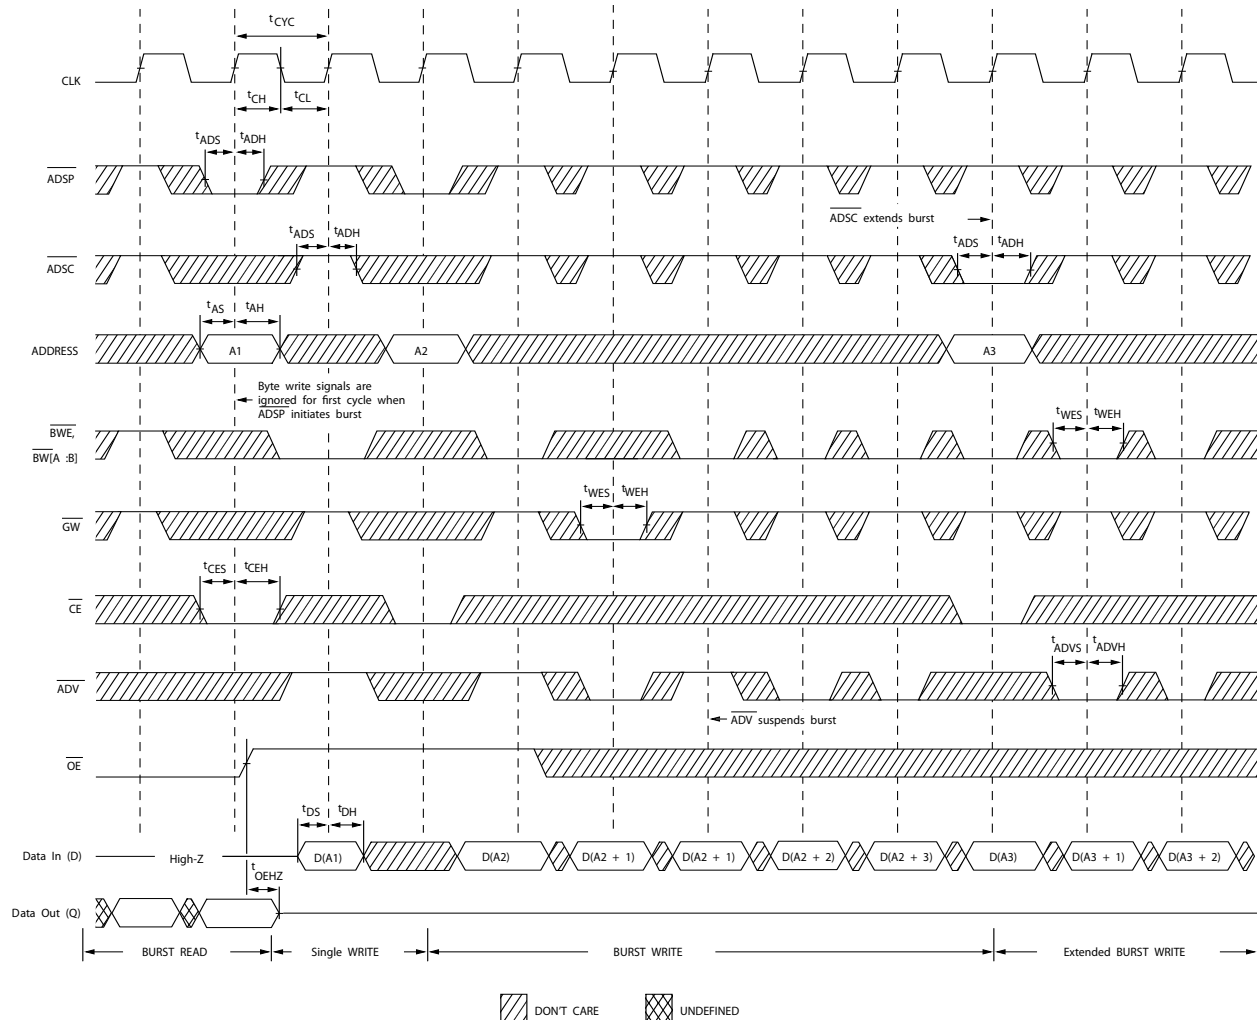 tCYC
CLK
tCH
tCL
tADS
tADH
ADSP
ADSC extends burst
tADS
tADH
tADS
tADH
ADSC
tAS
tAH
ADDRESS
A1
A2
A3
Byte write signals are
ignored for first cycle when
ADSP initiates burst
BWE,
BW[A :B]
tWES
tWEH
tWES
tWEH
GW
tCES
tCEH
CE
tADVS
tADVH
ADV
ADV suspends burst
OE
tDS
tDH
Data In (D)
High-Z
D(A1)
D(A2)
D(A2 + 1)
D(A2 + 1)
D(A2 + 2)
D(A2 + 3)
D(A3)
D(A3 + 1)
D(A3 + 2)
tOEHZ
Data Out (Q)
BURST READ
Single WRITE
BURST WRITE
Extended BURST WRITE
DON'T CARE
UNDEFINED